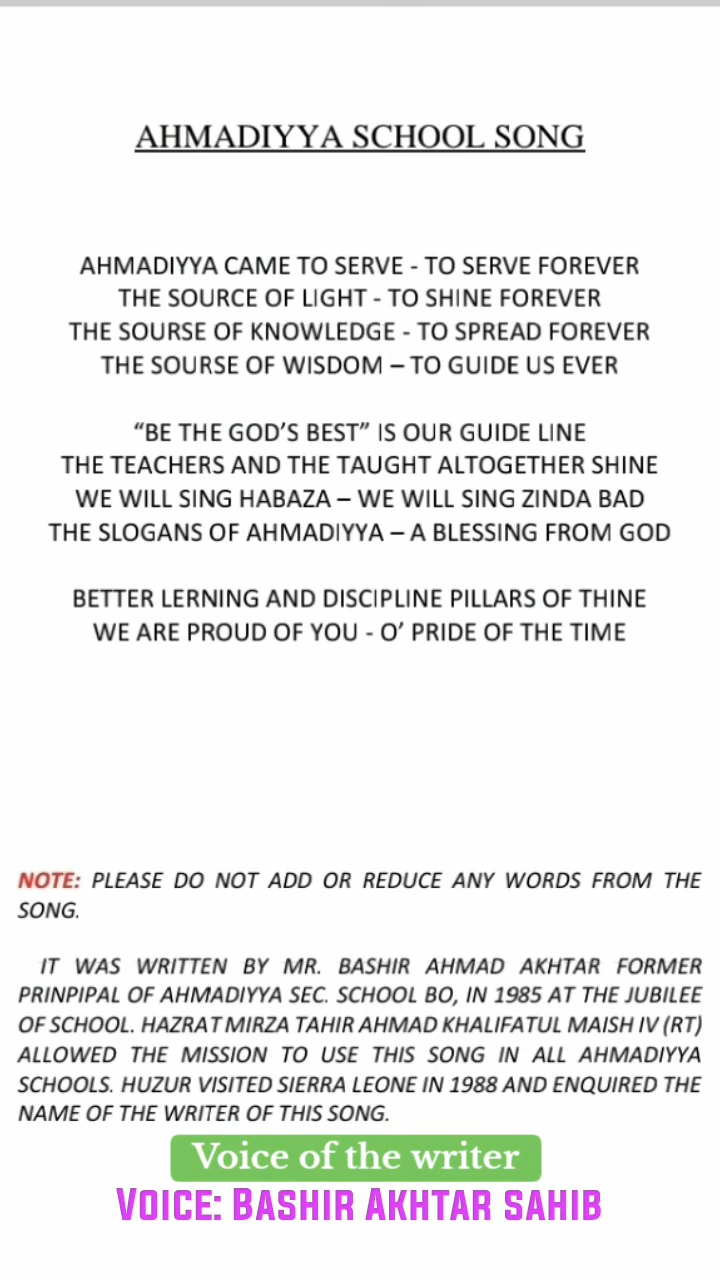 AHMADIYYA SCHOOL SONG
AHMADIYYA CAME TO SERVE - TO SERVE FOREVER
THE SOURCE OF LIGHT - TO SHINE FOREVER
THE SOURSE OF KNOWLEDGE - TO SPREAD FOREVER
THE SOURSE OF WISDOM – TO GUIDE US EVER
“BE THE GOD’S BEST” IS OUR GUIDE LINE
THE TEACHERS AND THE TAUGHT ALTOGETHER SHINE
WE WILL SING HABAZA – WE WILL SING ZINDA BAD
THE SLOGANS OF AHMADIYYA – A BLESSING FROM GOD
BETTER LERNING AND DISCIPLINE PILLARS OF THINE
WE ARE PROUD OF YOU - O’ PRIDE OF THE TIME
NOTE: PLEASE DO NOT ADD OR REDUCE ANY WORDS FROM THE
SONG.
IT WAS WRITTEN BY MR. BASHIR AHMAD AKHTAR FORMER
PRINPIPAL OF AHMADIYYA SEC. SCHOOL BO, IN 1985 AT THE JUBILEE
OF SCHOOL. HAZRAT MIRZA TAHIR AHMAD KHALIFATUL MAISH IV (RT)
ALLOWED THE MISSION TO USE THIS SONG IN ALL AHMADIYYA
SCHOOLS. HUZUR VISITED SIERRA LEONE IN 1988 AND ENQUIRED THE
NAME OF THE WRITER OF THIS SONG.
Voice of the writer
VOICE: BASHIR AKHTAR SAHIB